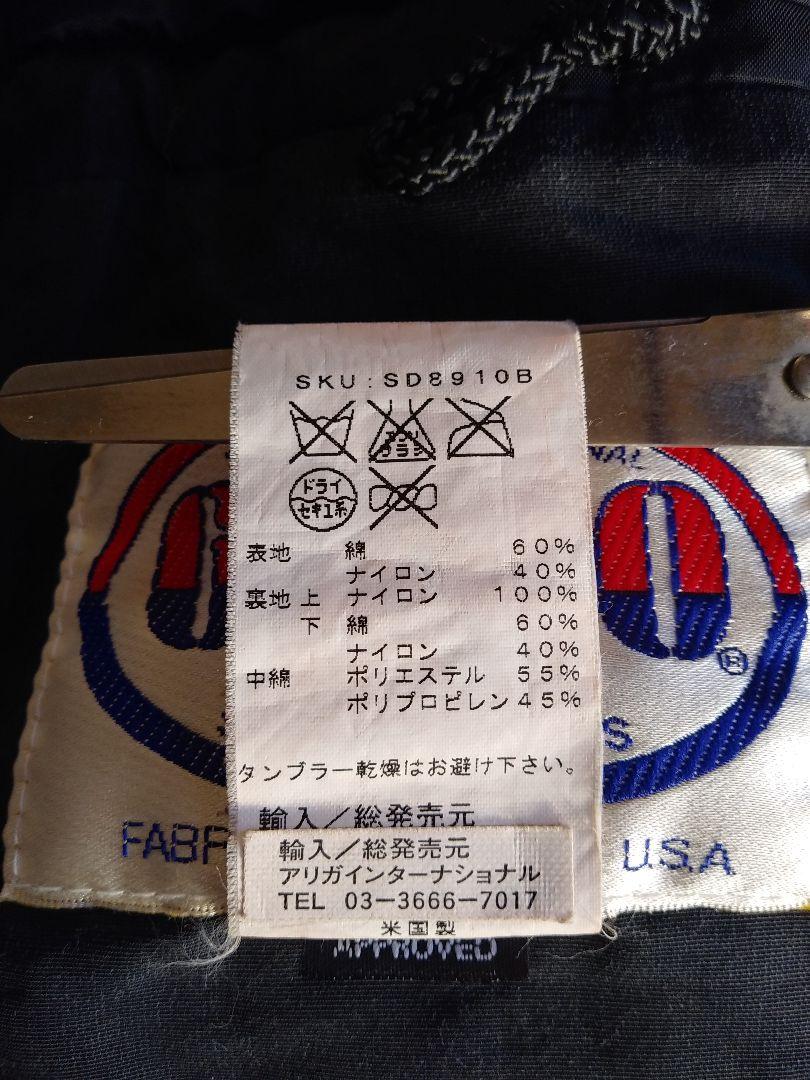 SKU:SD8910B
エンソ
ブラシ
ドライ
セキユ系
表地 綿 60%
ナイロン 40%
裏地 上 ナイロン 100%
下 綿 60%
ナイロン 40%
中綿 ポリエステル 55%
ポリプロピレン 45%
タンブラー乾燥はお避け下さい。
輸入/総発売元
輸入/総発売元
アリガインターナショナル
TEL 03-3666-7017
米国製
U.S.A
APPROVED